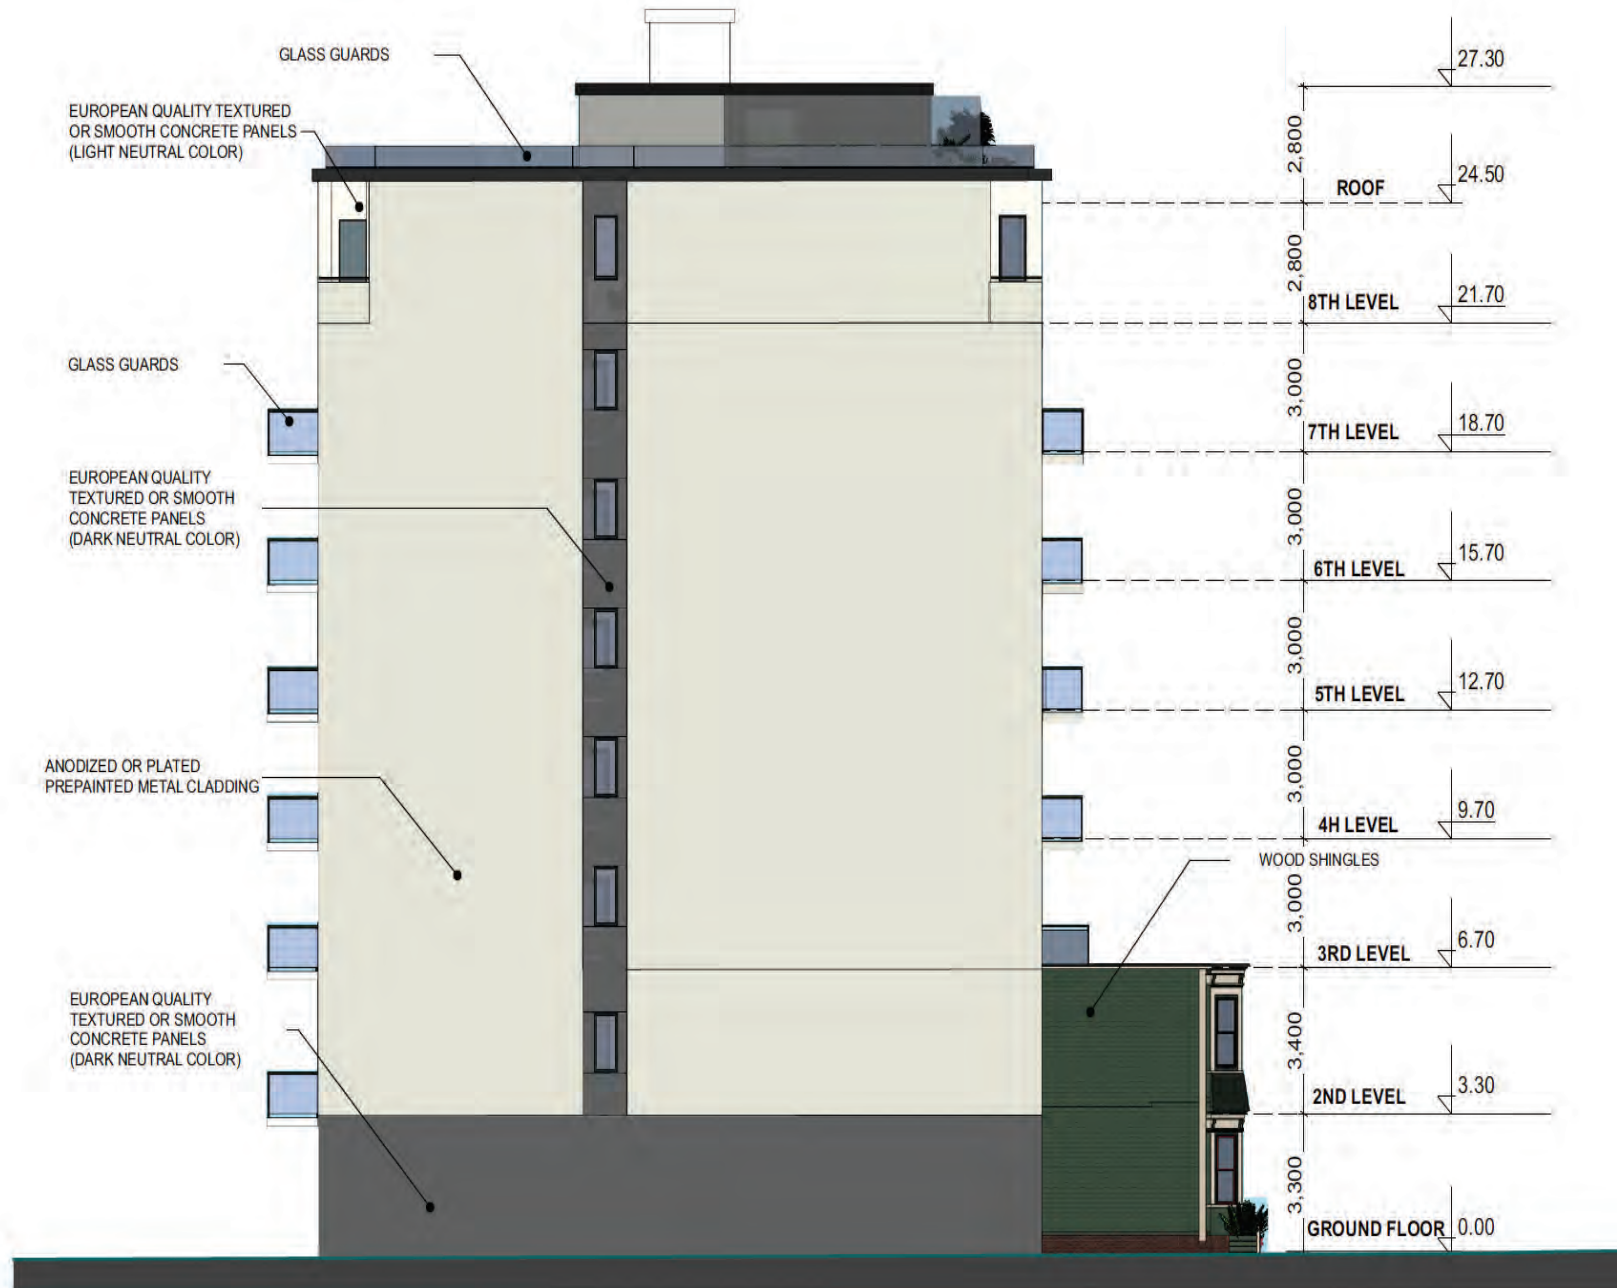 GLASS GUARDS
EUROPEAN QUALITY TEXTURED
OR SMOOTH CONCRETE PANELS
(LIGHT NEUTRAL COLOR)
GLASS GUARDS
EUROPEAN QUALITY
TEXTURED OR SMOOTH
CONCRETE PANELS
(DARK NEUTRAL COLOR)
ANODIZED OR PLATED
PREPAINTED METAL CLADDING
EUROPEAN QUALITY
TEXTURED OR SMOOTH
CONCRETE PANELS
(DARK NEUTRAL COLOR)
WOOD SHINGLES
27.30
2,800
ROOF 24.50
2,800
8TH LEVEL 21.70
3,000
7TH LEVEL 18.70
3,000
6TH LEVEL 15.70
3,000
5TH LEVEL 12.70
3,000
4H LEVEL 9.70
3,000
3RD LEVEL 6.70
3,400
2ND LEVEL 3.30
3,300
GROUND FLOOR 0.00